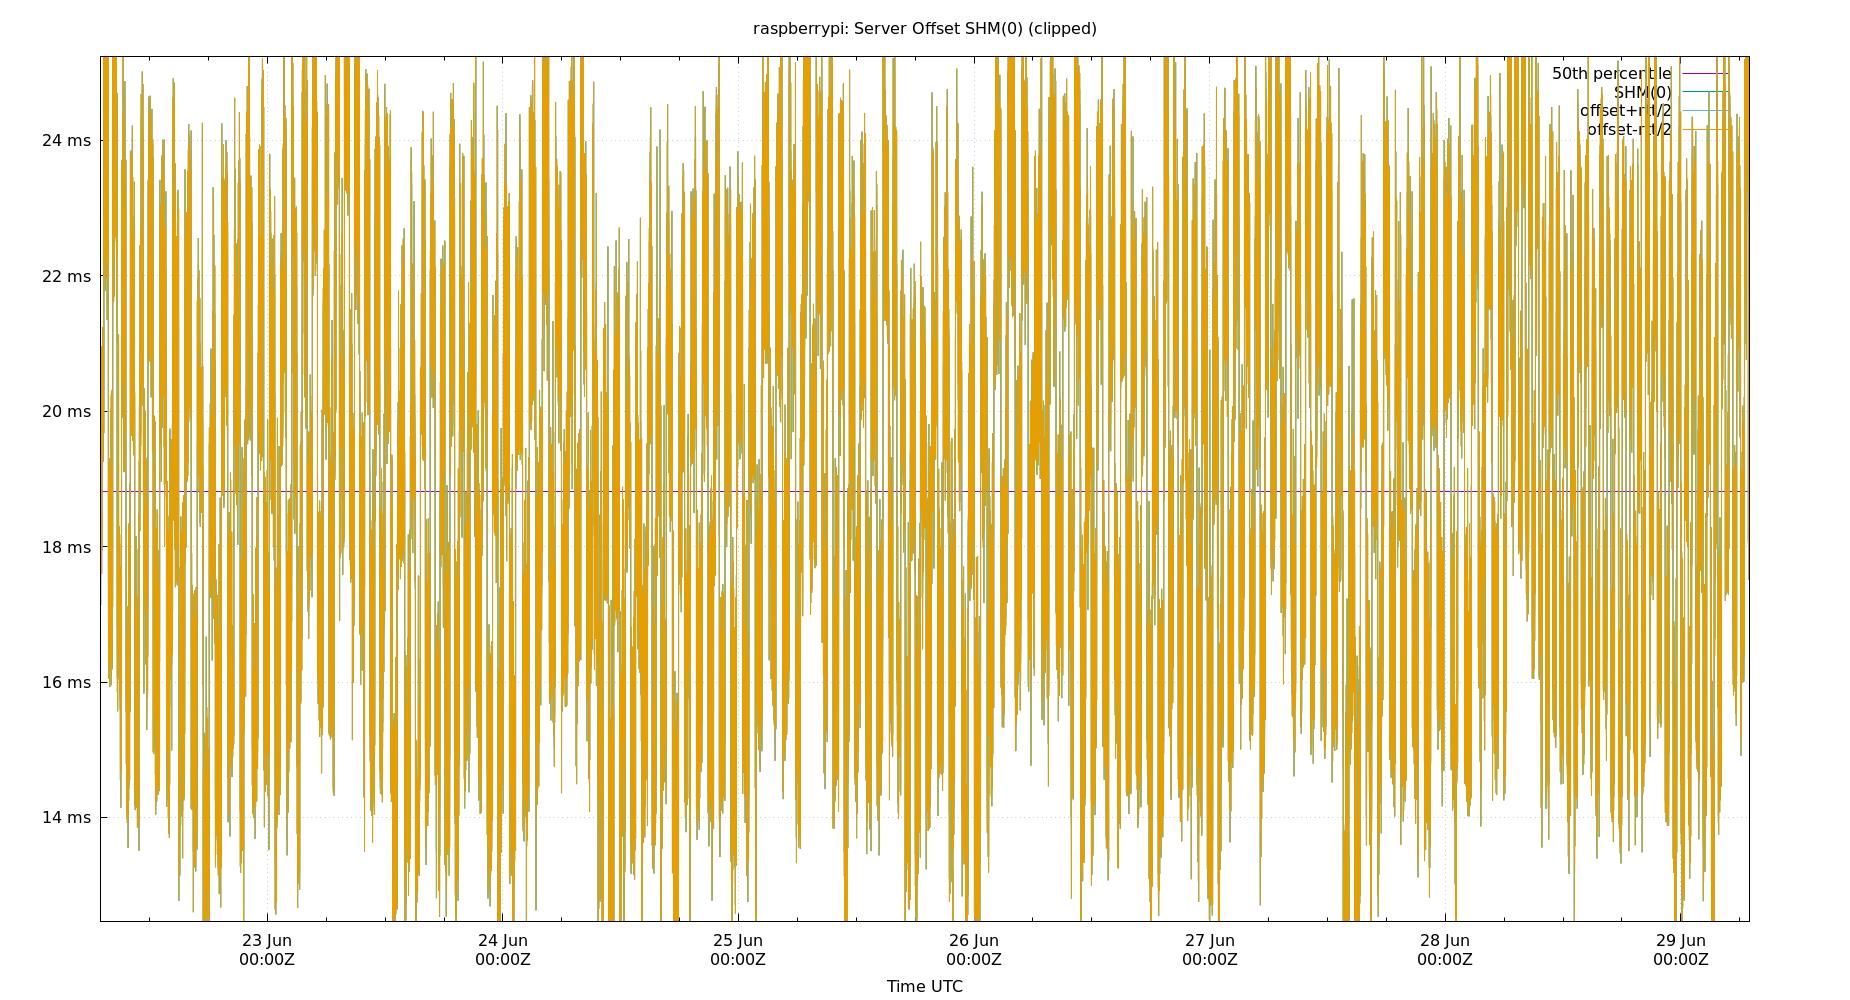 raspberrypi: Server Offset SHM(0) (clipped)
50th percentile
SHM(0)
offset+rtt/2
offset-rtt/2
24 ms
22 ms
20 ms
18 ms
16 ms
14 ms
23 Jun 24 Jun 25 Jun 26 Jun 27 Jun 28 Jun 29 Jun
00:00Z 00:00Z 00:00Z 00:00Z 00:00Z 00:00Z 00:00Z
Time UTC